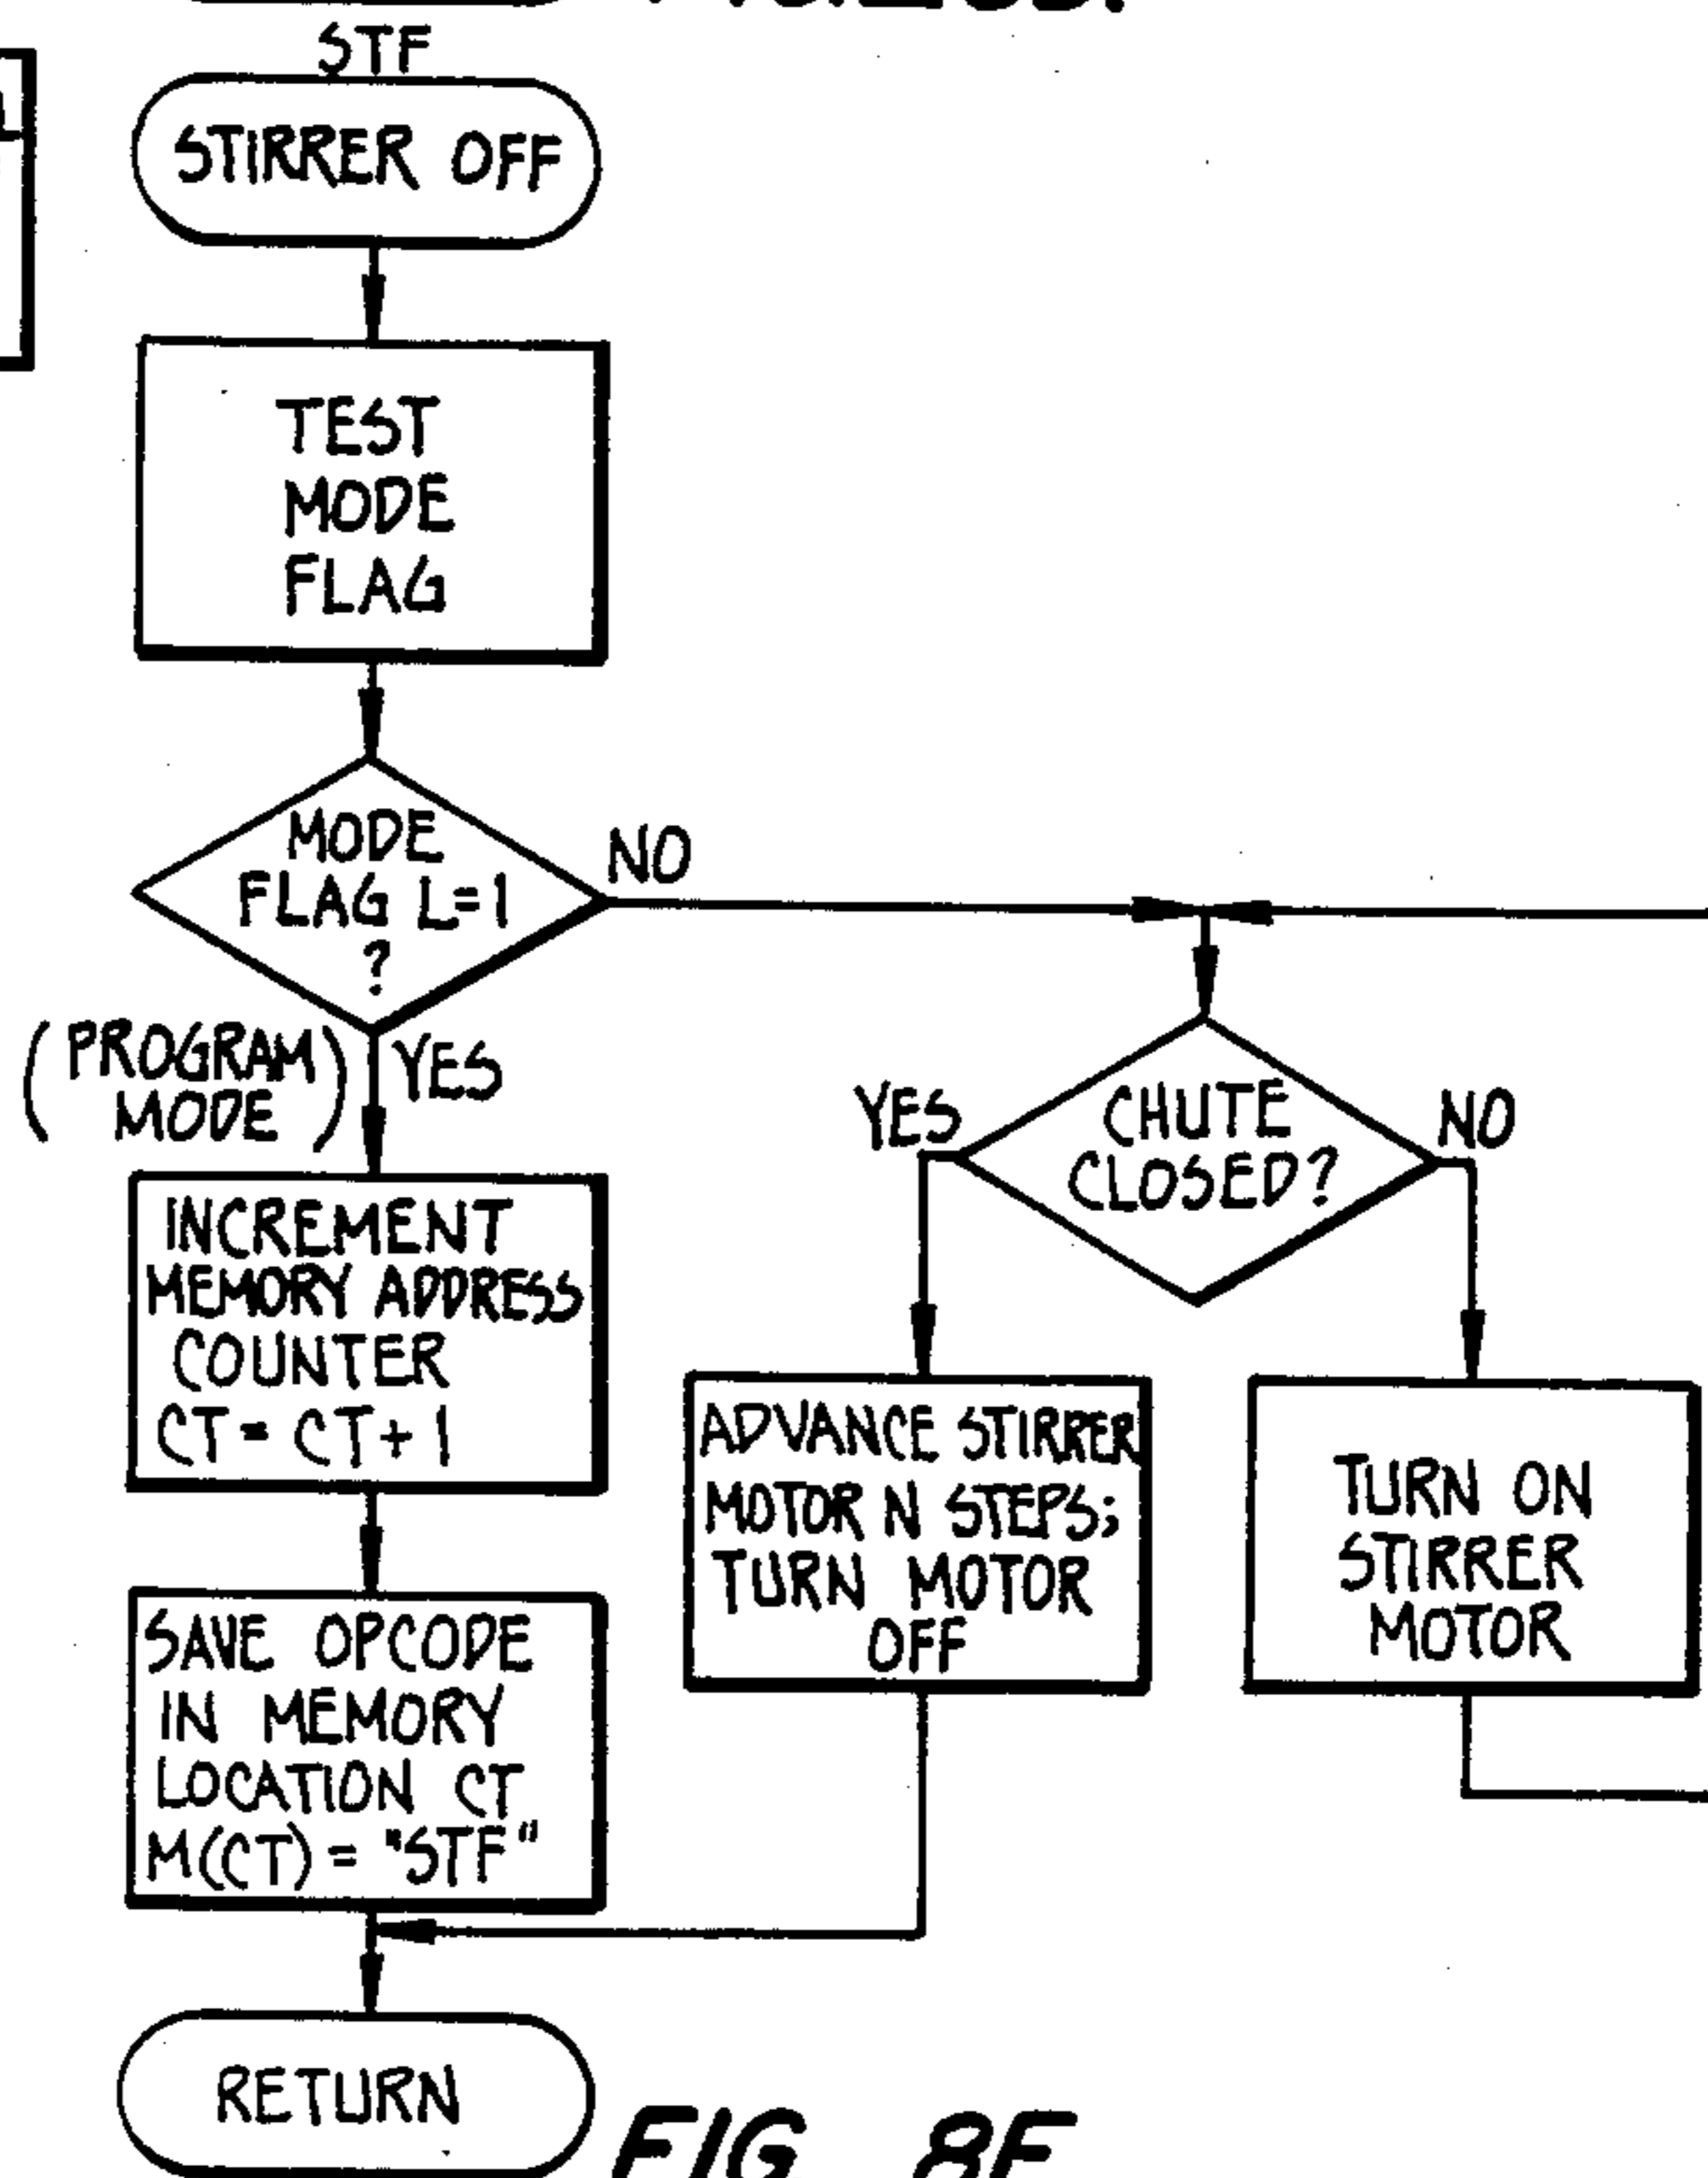 STF
STIRRER OFF
TEST
MODE
FLAG
MODE
FLAG L=1
?
NO
(PROGRAM
MODE)
YES
INCREMENT
MEMORY ADDRESS
COUNTER
CT = CT + 1
SAVE OPCODE
IN MEMORY
LOCATION CT
M(CT) = "STF"
RETURN
CHUTE
CLOSED?
YES
NO
ADVANCE STIRRER
MOTOR N STEPS;
TURN MOTOR
OFF
TURN ON
STIRRER
MOTOR